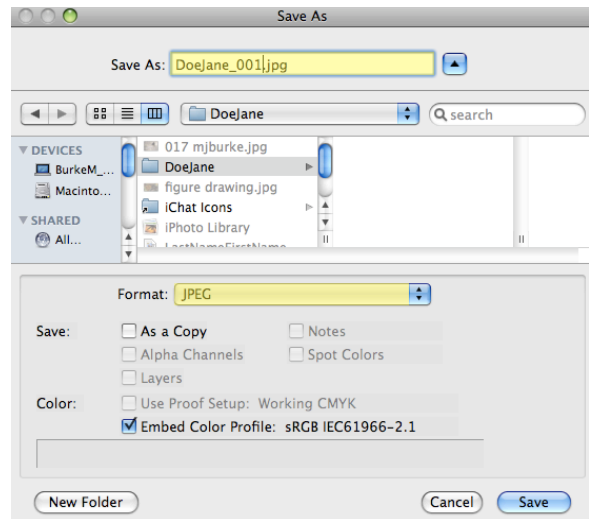 Save As
Save As: DoeJane_001.jpg
DoeJane
search
DEVICES
BurkeM_...
Macinto...
SHARED
All...
017 mjburke.jpg
DoeJane
figure drawing.jpg
iChat Icons
iPhoto Library
LastNameFirstName
Format: JPEG
Save: As a Copy Notes
Alpha Channels Spot Colors
Layers
Color: Use Proof Setup: Working CMYK
Embed Color Profile: sRGB IEC61966-2.1
New Folder Cancel Save